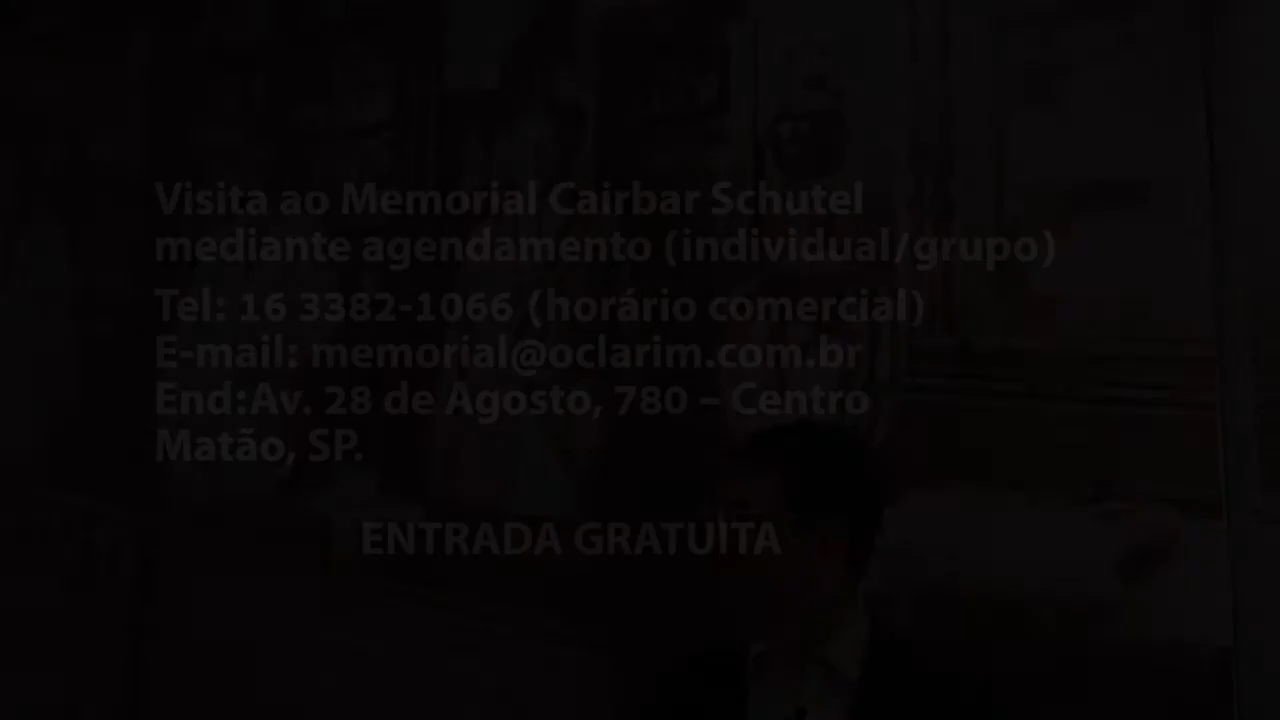 Visita ao Memorial Cairbar Schutel
mediante agendamento (individual/grupo)
Tel: 16 3382-1066 (horário comercial)
E-mail: memorial@oclarim.com.br
End:Av. 28 de Agosto, 780 – Centro
Matão, SP.
ENTRADA GRATUITA